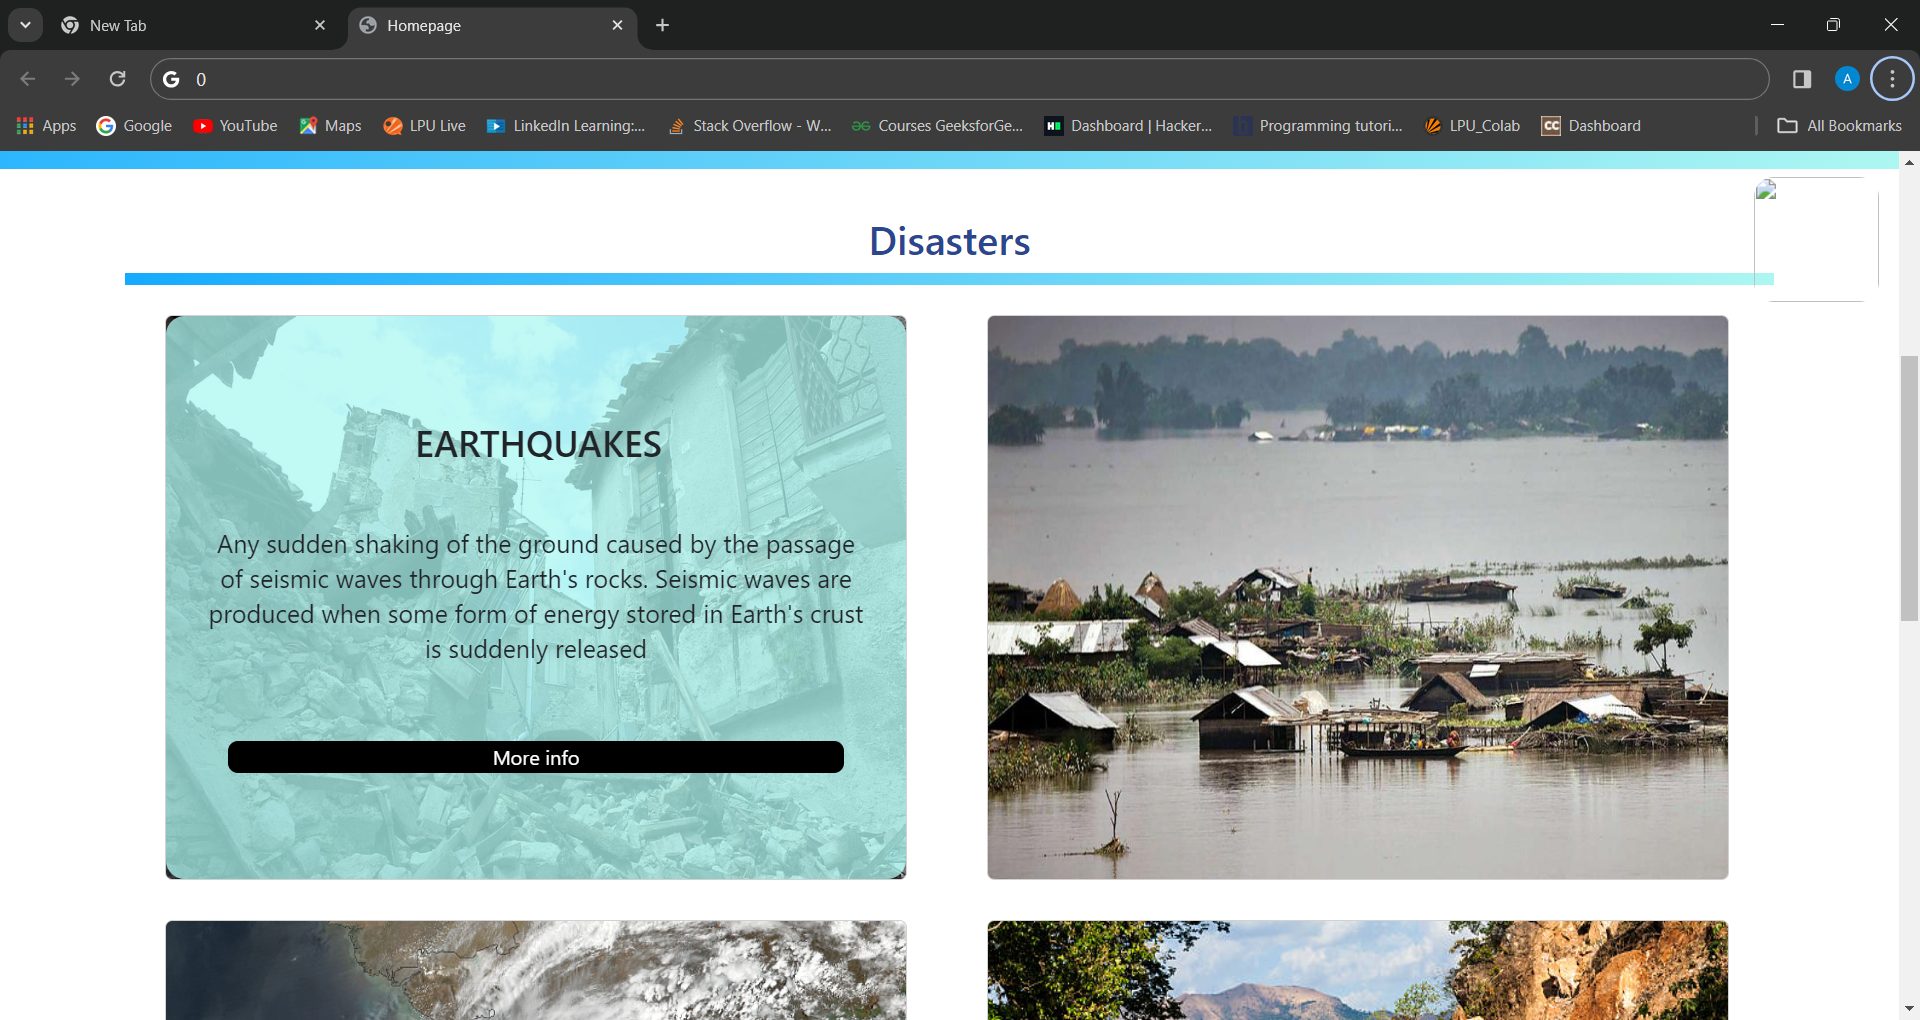 New Tab
Homepage
0
A
Apps
Google
YouTube
Maps
LPU Live
LinkedIn Learning:...
Stack Overflow - W...
Courses GeeksforGe...
Dashboard | Hacker...
Programming tutori...
LPU_Colab
CC
Dashboard
All Bookmarks
Disasters
EARTHQUAKES
Any sudden shaking of the ground caused by the passage
of seismic waves through Earth's rocks. Seismic waves are
produced when some form of energy stored in Earth's crust
is suddenly released
More info